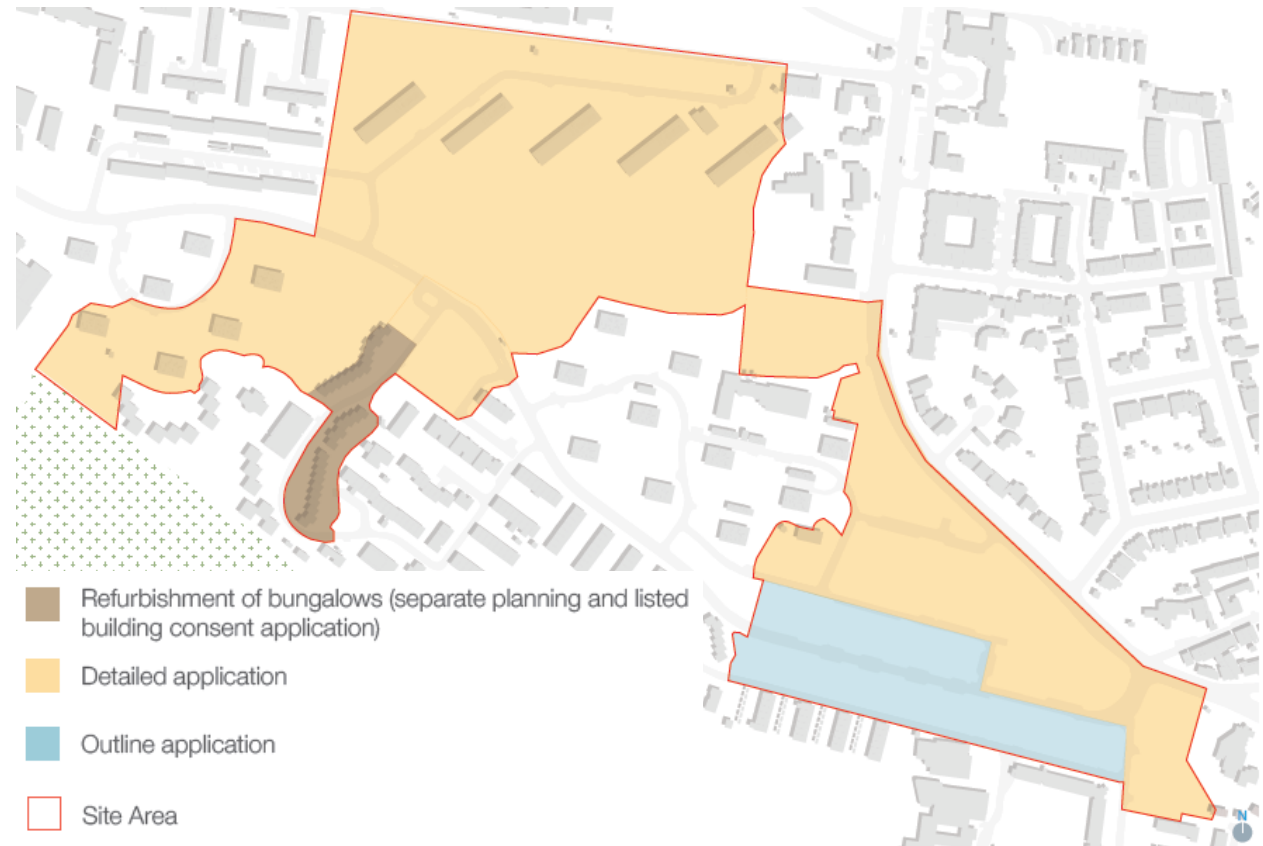 Refurbishment of bungalows (separate planning and listed
building consent application)
Detailed application
Outline application
Site Area
N